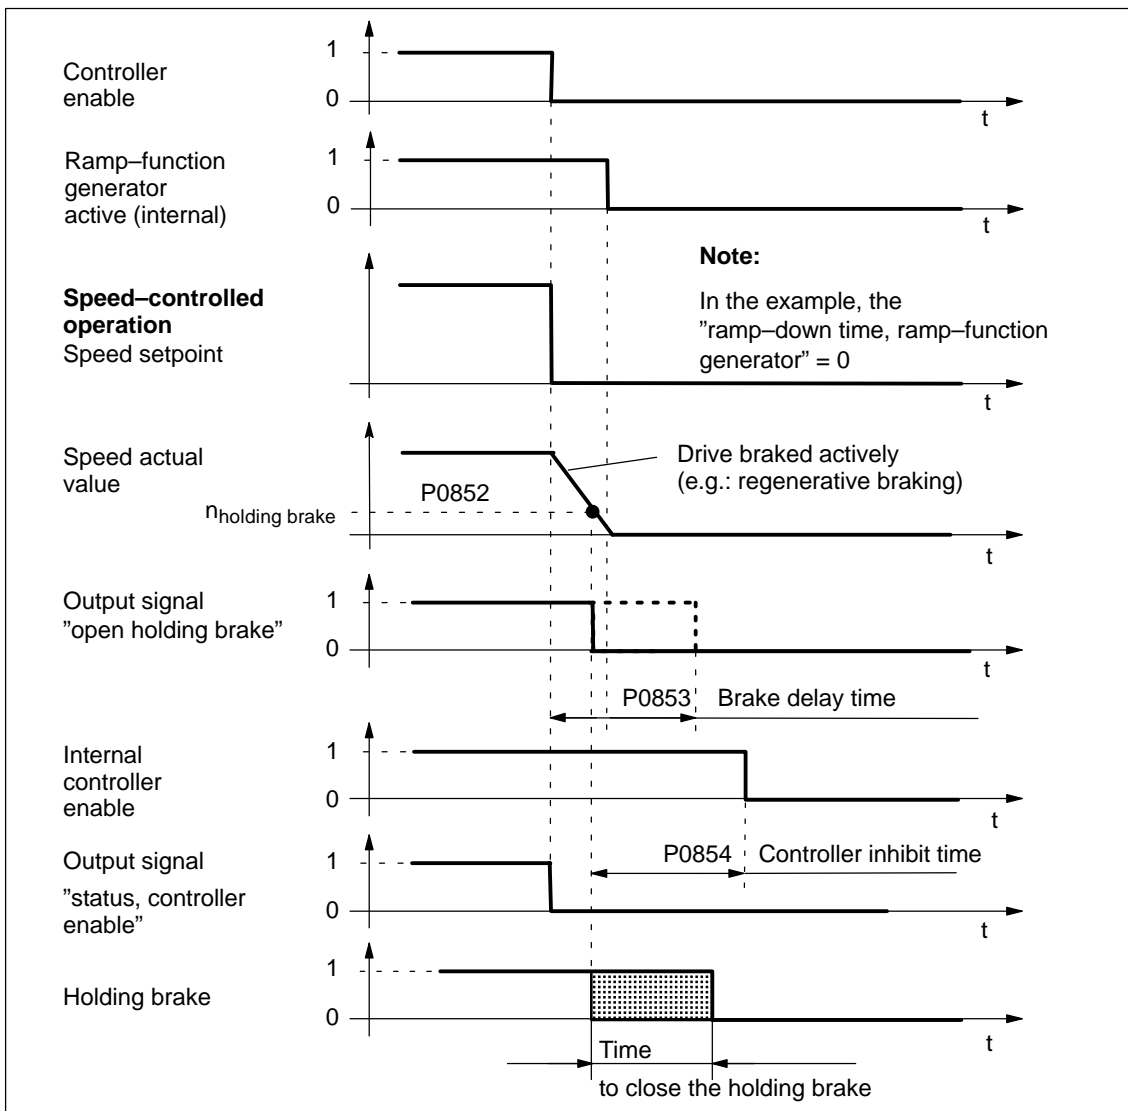 1
Controller
enable
0
t
Ramp–function
generator
active (internal)
1
0
t
Note:
In the example, the
”ramp–down time, ramp–function
generator” = 0
Speed–controlled
operation
Speed setpoint
t
Speed actual
value
P0852
nholding brake
Drive braked actively
(e.g.: regenerative braking)
t
Output signal
”open holding brake”
1
0
t
P0853 Brake delay time
Internal
controller
enable
1
0
t
P0854 Controller inhibit time
Output signal
”status, controller
enable”
1
0
t
Holding brake
1
0
t
Time
to close the holding brake